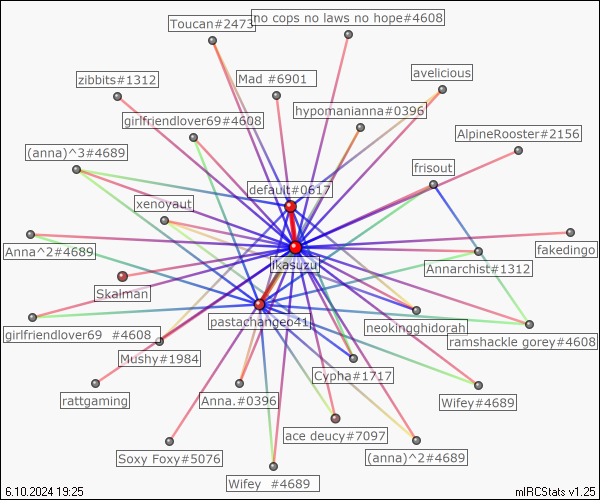 Toucan#2473
no cops no laws no hope#4608
zibbits#1312
Mad #6901
avelicious
girlfriendlover69#4608
hypomanianna#0396
AlpineRooster#2156
(anna)^3#4689
frisout
default#0617
xenoyaut
Anna^2#4689
fakedingo
ikasuzu
Annarchist#1312
Skalman
pastachangeo41
neokingghidorah
girlfriendlover69 #4608
ramshackle gorey#4608
Mushy#1984
Cypha#1717
rattgaming
Anna.#0396
Wifey#4689
ace deucy#7097
Soxy Foxy#5076
(anna)^2#4689
Wifey #4689
6.10.2024 19:25
mIRCStats v1.25